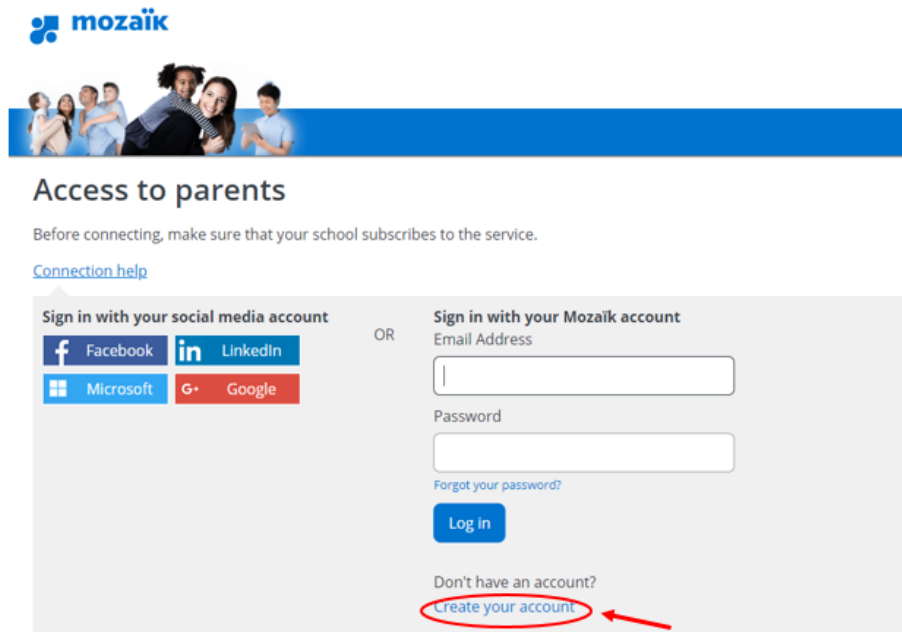 mozaïk
Access to parents
Before connecting, make sure that your school subscribes to the service.
Connection help
Sign in with your social media account
Facebook
LinkedIn
Microsoft
G+ Google
OR
Sign in with your Mozaïk account
Email Address
Password
Forgot your password?
Log in
Don't have an account?
Create your account